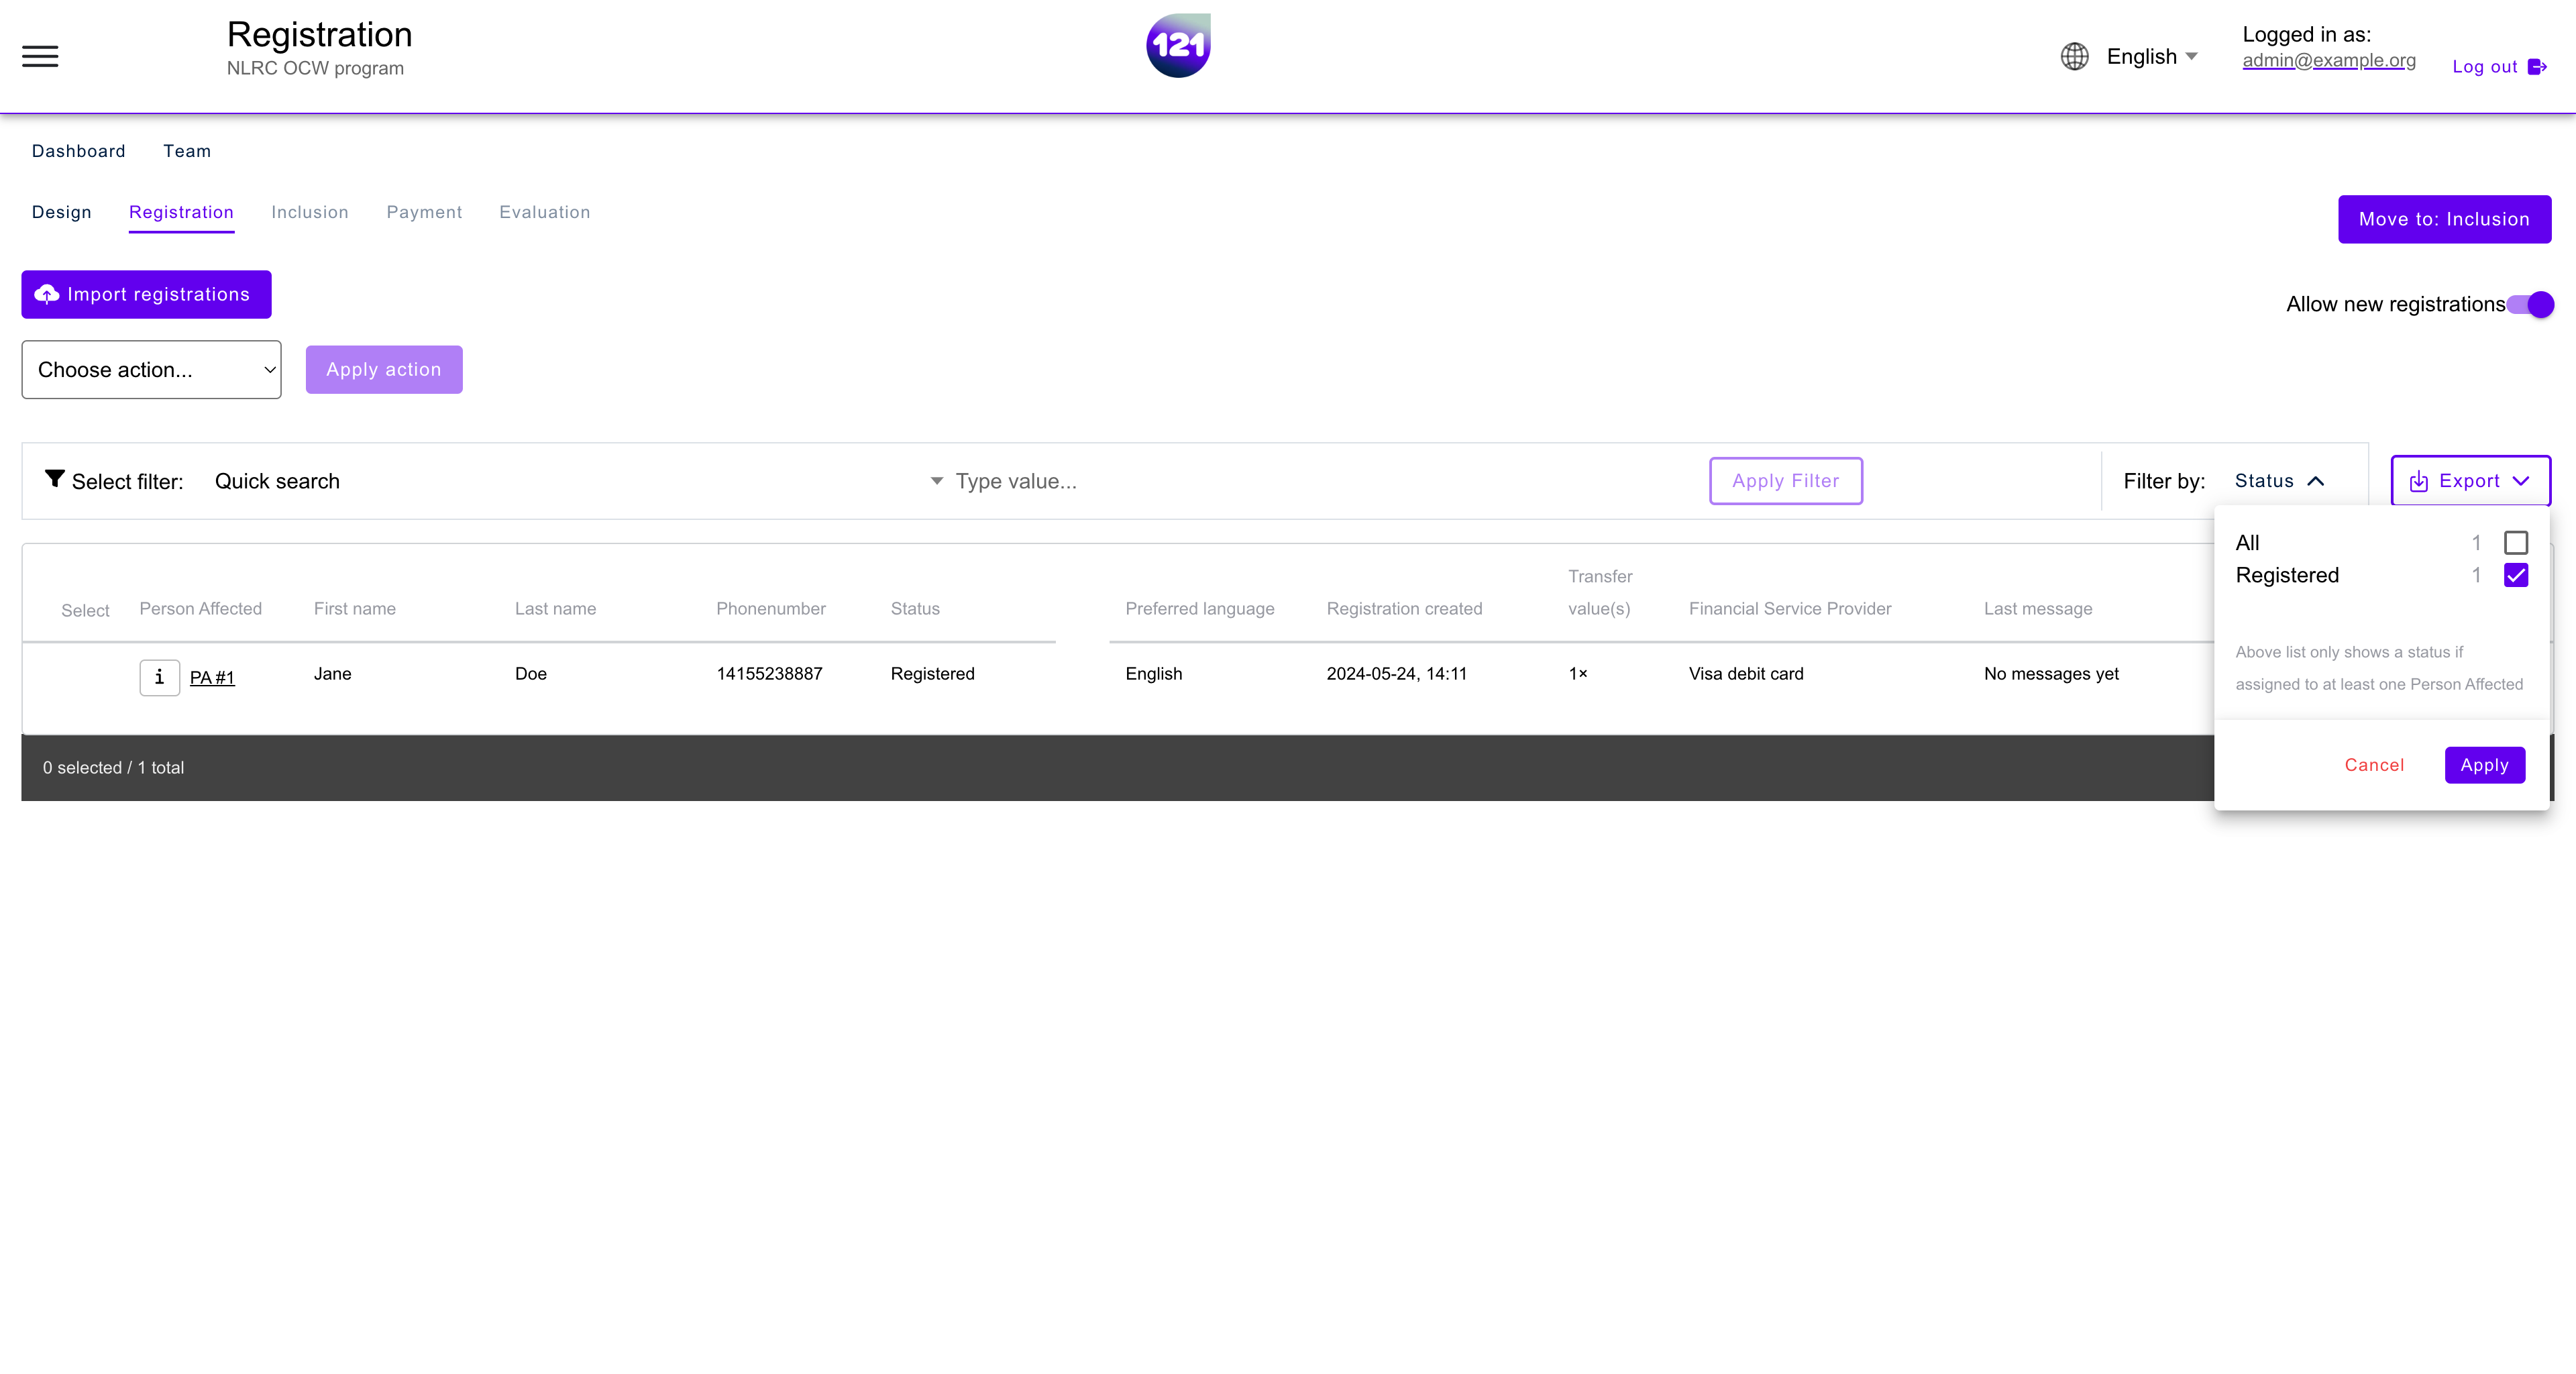 Registration
NLRC OCW program
121
English
Logged in as:
admin@example.org
Log out
Dashboard Team
Design Registration Inclusion Payment Evaluation
Move to: Inclusion
Import registrations
Allow new registrations
Choose action...
Apply action
Select filter: Quick search
Type value...
Apply Filter
Filter by: Status
Export
All 1
Registered 1
Above list only shows a status if
assigned to at least one Person Affected
Cancel Apply
Select Person Affected First name Last name Phonenumber Status Preferred language Registration created Transfer value(s) Financial Service Provider Last message
i PA #1 Jane Doe 14155238887 Registered English 2024-05-24, 14:11 1× Visa debit card No messages yet
0 selected / 1 total